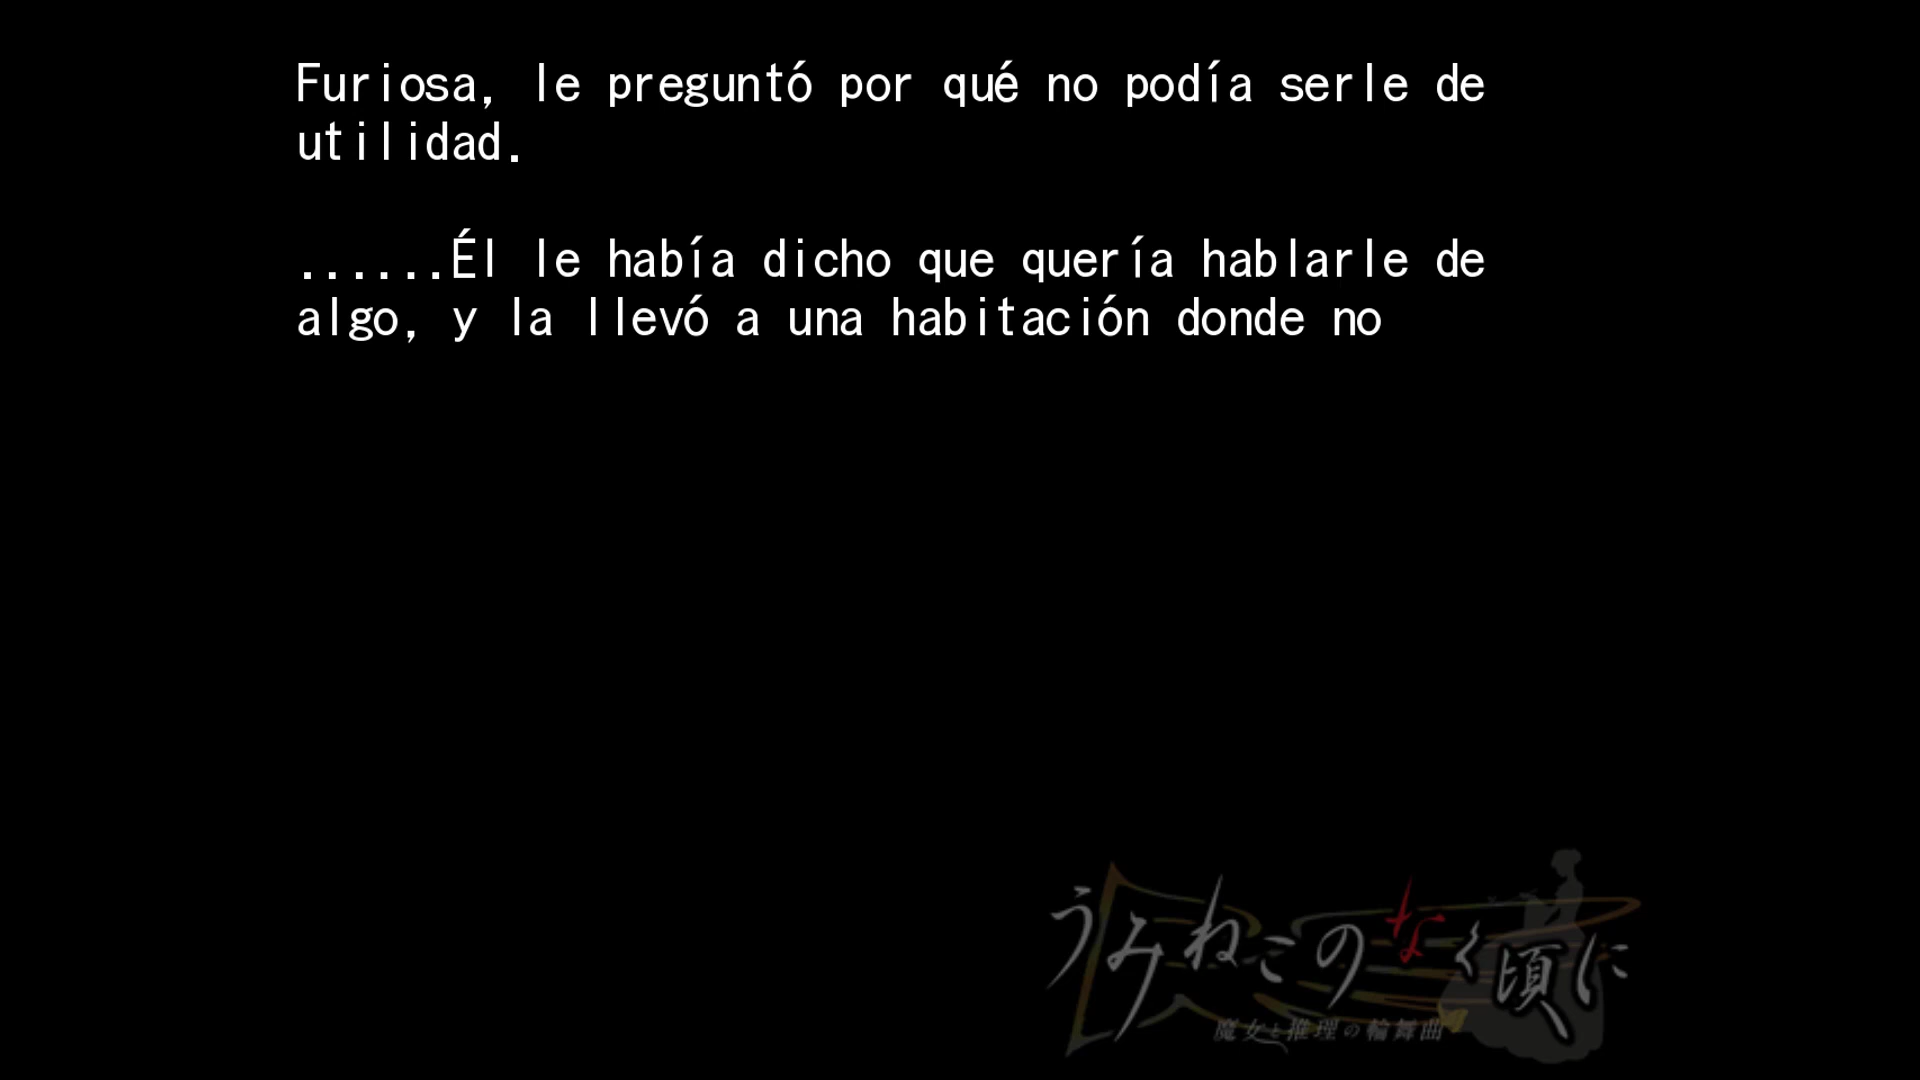 Furiosa, le preguntó por qué no podía serle de
utilidad.
......Él le había dicho que quería hablarle de
algo, y la llevó a una habitación donde no
うみねこのなく頃に
魔女と推理の輪舞曲